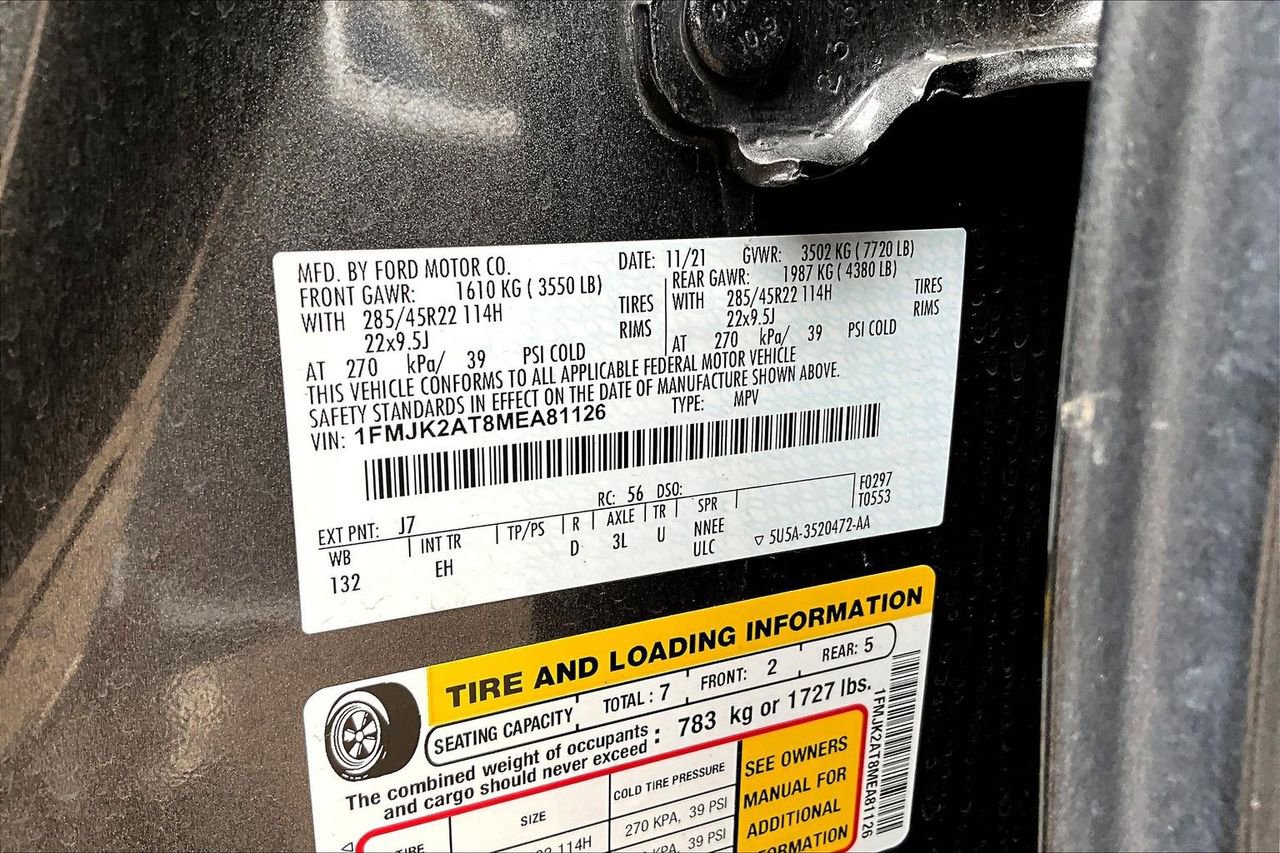 23
MFD. BY FORD MOTOR CO. DATE: 11/21 GVWR: 3502 KG ( 7720 LB)
FRONT GAWR: 1610 KG ( 3550 LB) REAR GAWR: 1987 KG ( 4380 LB)
WITH 285/45R22 114H TIRES WITH 285/45R22 114H TIRES
22x9.5J RIMS 22x9.5J RIMS
AT 270 kPa/ 39 PSI COLD AT 270 kPa/ 39 PSI COLD
THIS VEHICLE CONFORMS TO ALL APPLICABLE FEDERAL MOTOR VEHICLE
SAFETY STANDARDS IN EFFECT ON THE DATE OF MANUFACTURE SHOWN ABOVE.
VIN: 1FMJK2AT8MEA81126 TYPE: MPV
EXT PNT: J7 RC: 56 DSO: F0297
WB INT TR TP/PS R AXLE TR SPR T0553
132 EH D 3L U NNEE
ULC ▽ 5U5A-3520472-AA
TIRE AND LOADING INFORMATION
SEATING CAPACITY TOTAL : 7 FRONT: 2 REAR: 5
The combined weight of occupants
and cargo should never exceed : 783 kg or 1727 lbs.
1FMJK2AT8MEA81126
TIRE SIZE COLD TIRE PRESSURE
114H 270 KPA, 39 PSI
KPA, 39 PSI
SEE OWNERS
MANUAL FOR
ADDITIONAL